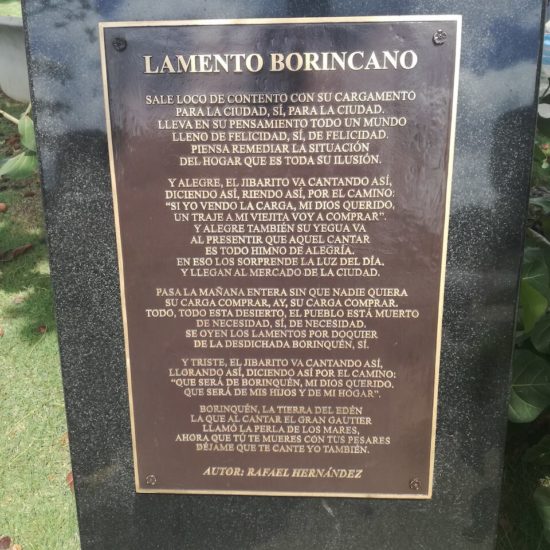 LAMENTO BORINCANO
SALE LOCO DE CONTENTO CON SU CARGAMENTO
PARA LA CIUDAD, SÍ, PARA LA CIUDAD.
LLEVA EN SU PENSAMIENTO TODO UN MUNDO
LLENO DE FELICIDAD, SÍ, DE FELICIDAD.
PIENSA REMEDIAR LA SITUACIÓN
DEL HOGAR QUE ES TODA SU ILUSIÓN.
Y ALEGRE, EL JIBARITO VA CANTANDO ASÍ,
DICIENDO ASÍ, RIENDO ASÍ, POR EL CAMINO:
“SI YO VENDO LA CARGA, MI DIOS QUERIDO,
UN TRAJE A MI VIEJITA VOY A COMPRAR”.
Y ALEGRE TAMBIÉN SU YEGUA VA
AL PRESENTIR QUE AQUEL CANTAR
ES TODO HIMNO DE ALEGRÍA.
EN ESO LOS SORPRENDE LA LUZ DEL DÍA,
Y LLEGAN AL MERCADO DE LA CIUDAD.
PASA LA MAÑANA ENTERA SIN QUE NADIE QUIERA
SU CARGA COMPRAR, AY, SU CARGA COMPRAR.
TODO, TODO ESTA DESIERTO, EL PUEBLO ESTÁ MUERTO
DE NECESIDAD, SÍ, DE NECESIDAD.
SE OYEN LOS LAMENTOS POR DOQUIER
DE LA DESDICHADA BORINQUÉN, SÍ.
Y TRISTE, EL JIBARITO VA CANTANDO ASÍ,
LLORANDO ASÍ, DICIENDO ASÍ POR EL CAMINO:
“QUE SERÁ DE BORINQUÉN, MI DIOS QUERIDO.
QUE SERÁ DE MIS HIJOS Y DE MI HOGAR”.
BORINQUÉN, LA TIERRA DEL EDÉN
LA QUE AL CANTAR EL GRAN GAUTIER
LLAMÓ LA PERLA DE LOS MARES,
AHORA QUE TÚ TE MUERES CON TUS PESARES
DÉJAME QUE TE CANTE YO TAMBIÉN.
AUTOR: RAFAEL HERNÁNDEZ